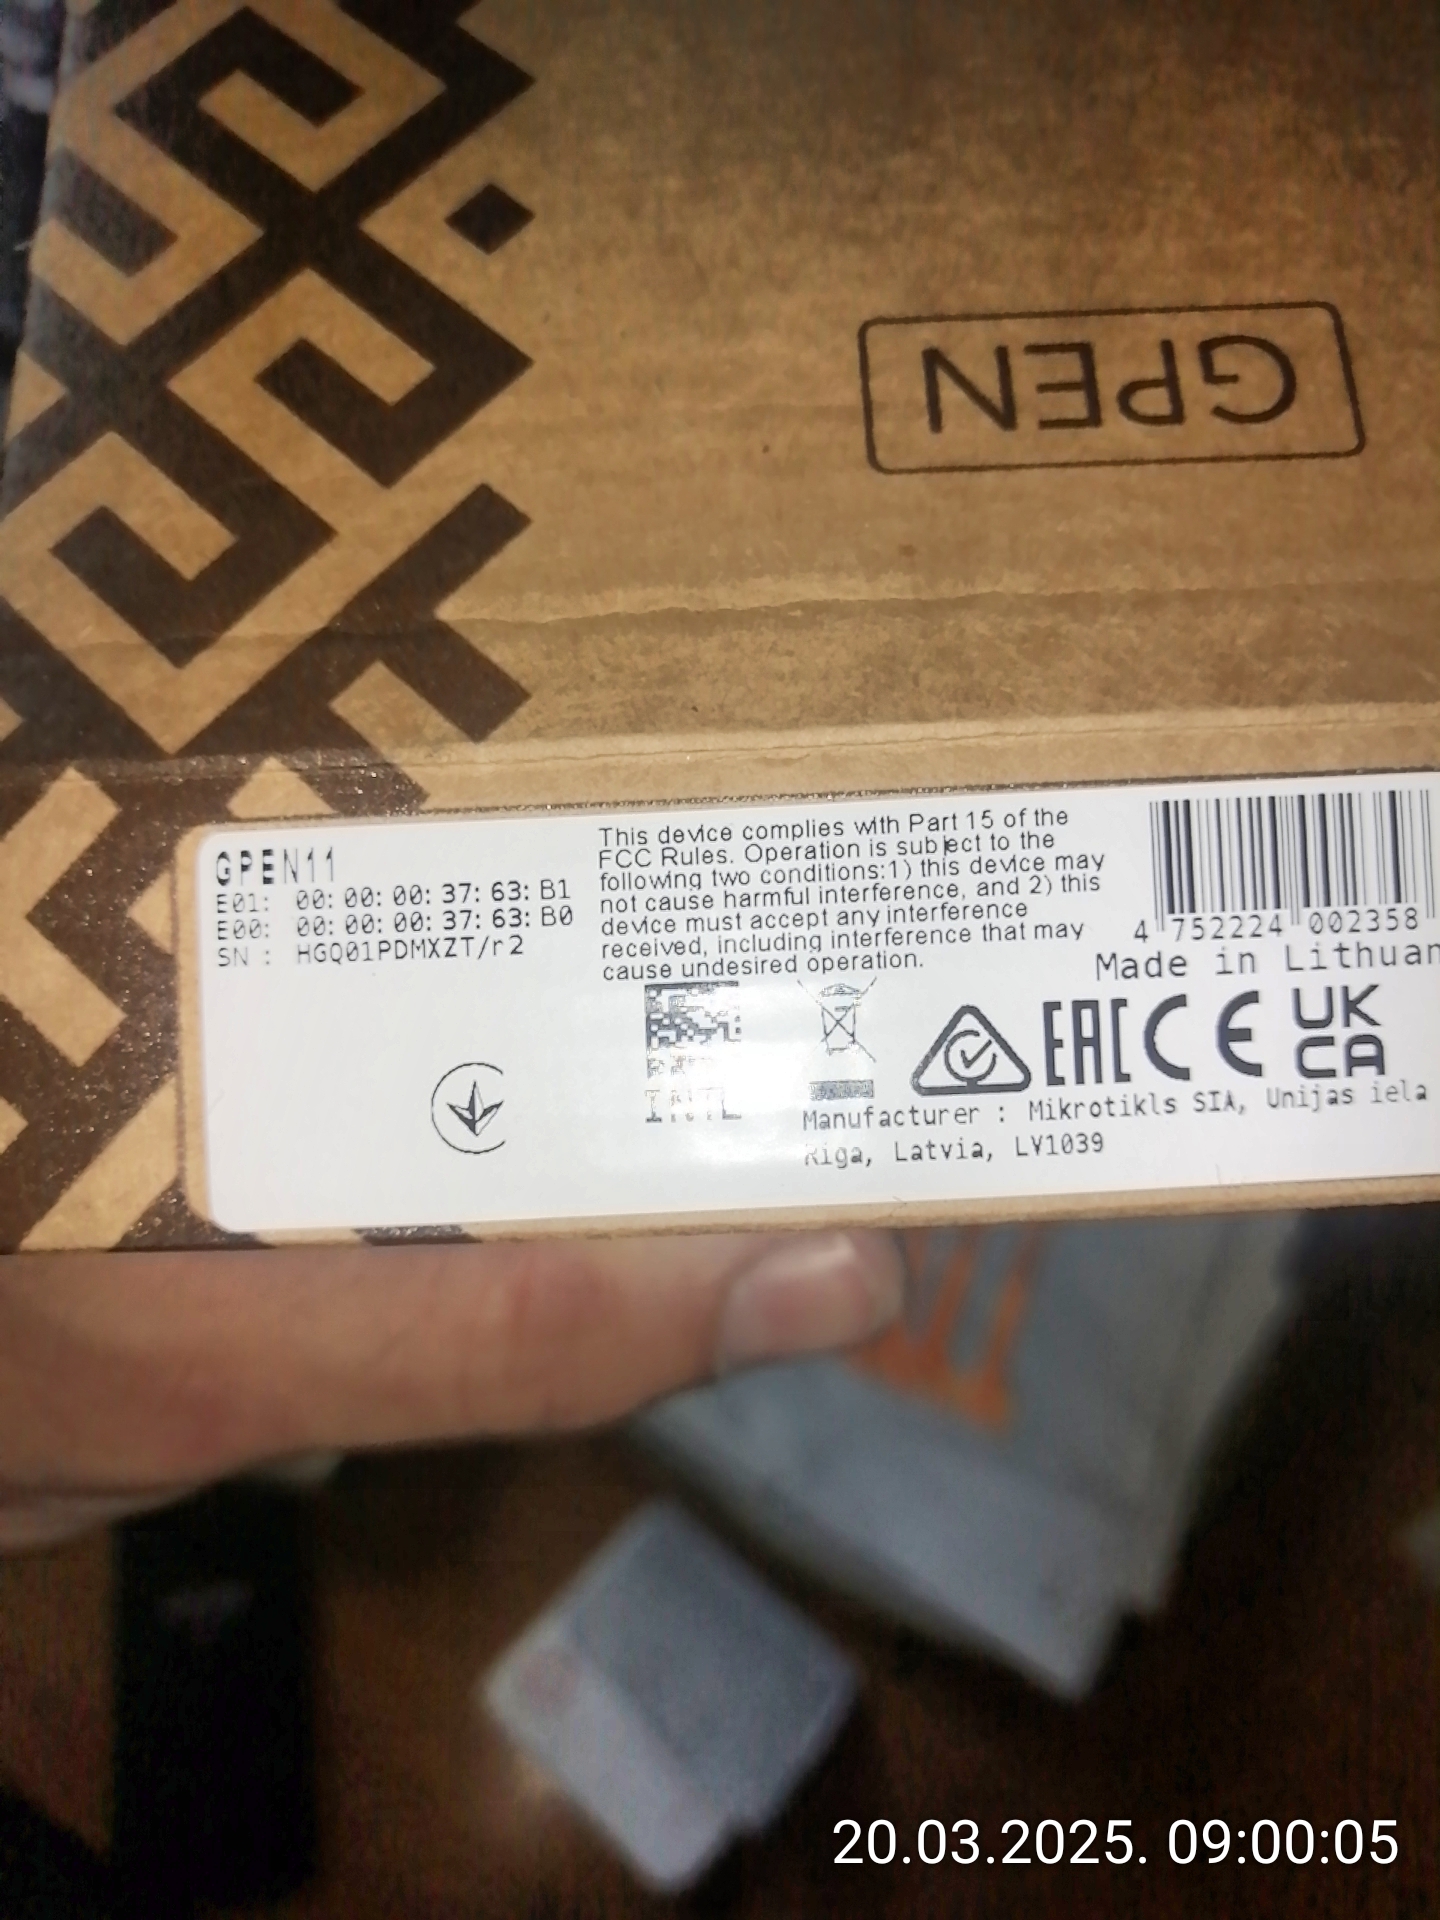 GPEN
GPEN11
E01: 00:00:00:37:63:B1
E00: 00:00:00:37:63:B0
SN : HGQ01PDMXZT/r2
This device complies with Part 15 of the
FCC Rules. Operation is subject to the
following two conditions:1) this device may
not cause harmful interference, and 2) this
device must accept any interference
received, including interference that may
cause undesired operation.
4 752224 002358
Made in Lithuan
INTL
EAC CE UK
CA
Manufacturer : Mikrotikls SIA, Unijas iela
Riga, Latvia, LV1039
20.03.2025. 09:00:05